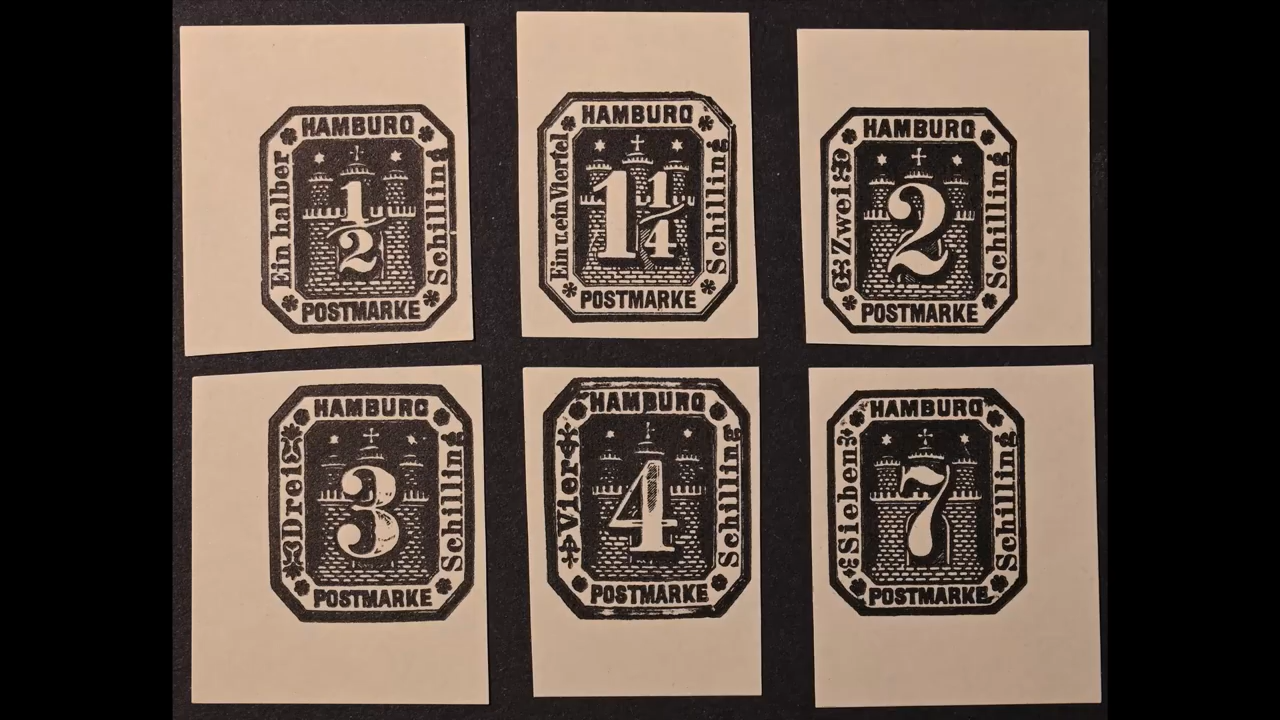 HAMBURG
Ein halber
1/2
Schilling
POSTMARKE
HAMBURG
Ein u. ein Viertel
1 1/4
Schilling
POSTMARKE
HAMBURG
Zwei
2
Schilling
POSTMARKE
HAMBURG
Drei
3
Schilling
POSTMARKE
HAMBURG
Vier
4
Schilling
POSTMARKE
HAMBURG
Sieben
7
Schilling
POSTMARKE